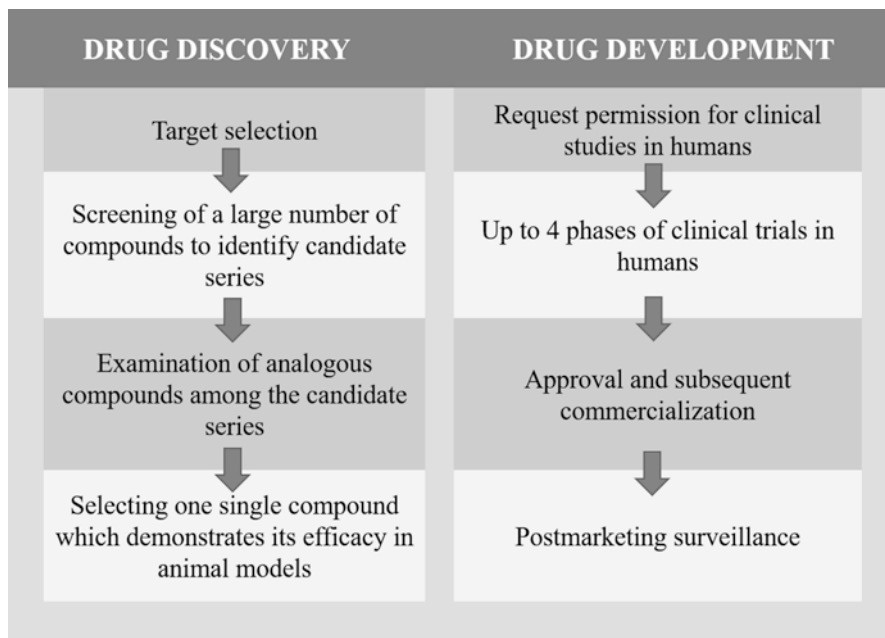 DRUG DISCOVERY
Target selection
Screening of a large number of
compounds to identify candidate
series
Examination of analogous
compounds among the candidate
series
Selecting one single compound
which demonstrates its efficacy in
animal models
DRUG DEVELOPMENT
Request permission for clinical
studies in humans
Up to 4 phases of clinical trials in
humans
Approval and subsequent
commercialization
Postmarketing surveillance